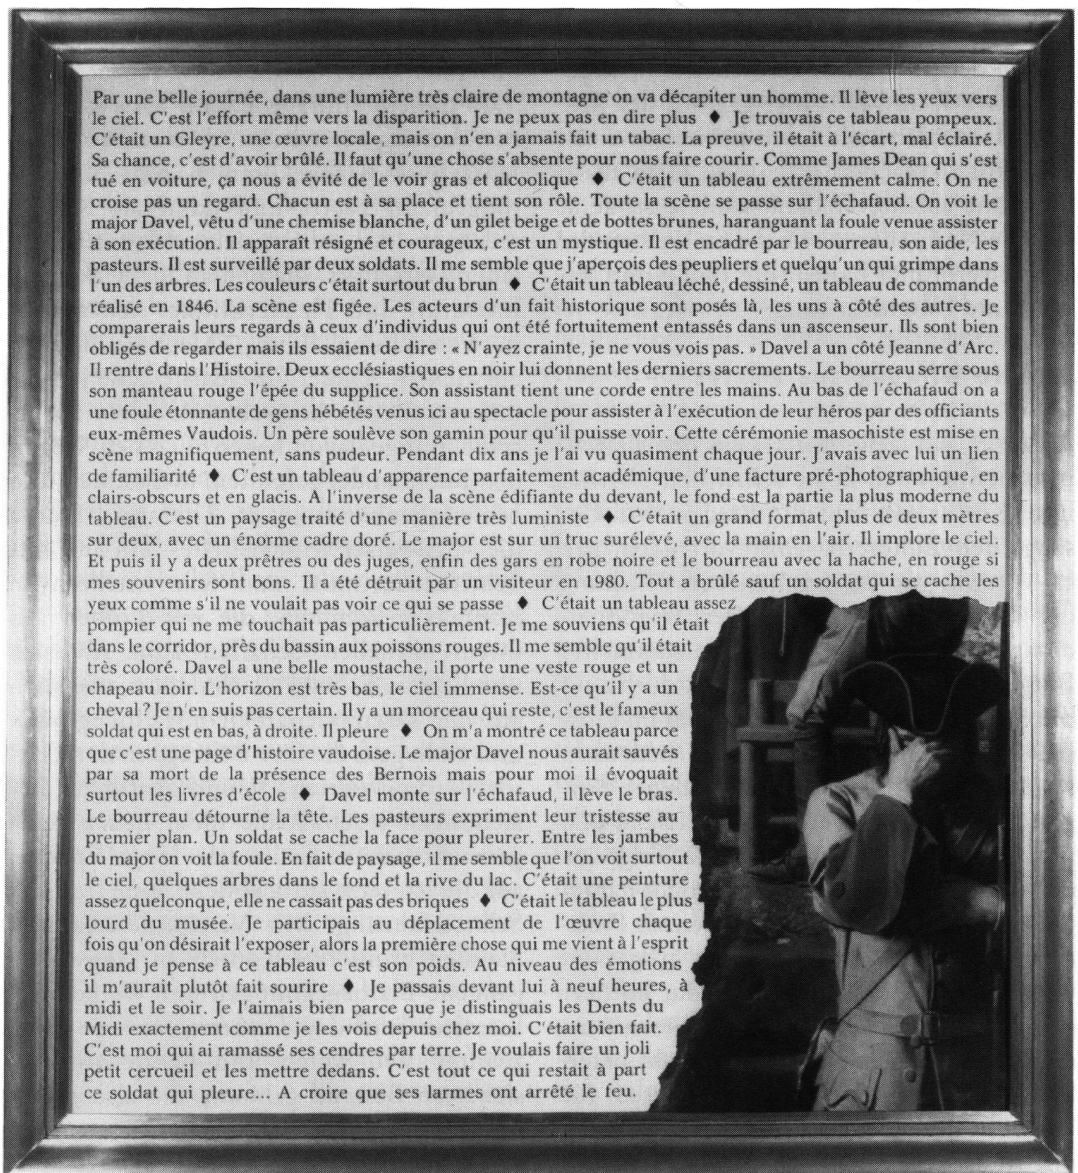 Par une belle journée, dans une lumière très claire de montagne on va décapiter un homme. Il lève les yeux vers
le ciel. C'est l'effort même vers la disparition. Je ne peux pas en dire plus ♦ Je trouvais ce tableau pompeux.
C'était un Gleyre, une œuvre locale, mais on n'en a jamais fait un tabac. La preuve, il était à l'écart, mal éclairé.
Sa chance, c'est d'avoir brûlé. Il faut qu'une chose s'absente pour nous faire courir. Comme James Dean qui s'est
tué en voiture, ça nous a évité de le voir gras et alcoolique ♦ C'était un tableau extrêmement calme. On ne
croise pas un regard. Chacun est à sa place et tient son rôle. Toute la scène se passe sur l'échafaud. On voit le
major Davel, vêtu d'une chemise blanche, d'un gilet beige et de bottes brunes, haranguant la foule venue assister
à son exécution. Il apparaît résigné et courageux, c'est un mystique. Il est encadré par le bourreau, son aide, les
pasteurs. Il est surveillé par deux soldats. Il me semble que j'aperçois des peupliers et quelqu'un qui grimpe dans
l'un des arbres. Les couleurs c'était surtout du brun ♦ C'était un tableau léché, dessiné, un tableau de commande
réalisé en 1846. La scène est figée. Les acteurs d'un fait historique sont posés là, les uns à côté des autres. Je
comparerais leurs regards à ceux d'individus qui ont été fortuitement entassés dans un ascenseur. Ils sont bien
obligés de regarder mais ils essaient de dire : « N'ayez crainte, je ne vous vois pas. » Davel a un côté Jeanne d'Arc.
Il rentre dans l'Histoire. Deux ecclésiastiques en noir lui donnent les derniers sacrements. Le bourreau serre sous
son manteau rouge l'épée du supplice. Son assistant tient une corde entre les mains. Au bas de l'échafaud on a
une foule étonnante de gens hébétés venus ici au spectacle pour assister à l'exécution de leur héros par des officiants
eux-mêmes Vaudois. Un père soulève son gamin pour qu'il puisse voir. Cette cérémonie masochiste est mise en
scène magnifiquement, sans pudeur. Pendant dix ans je l'ai vu quasiment chaque jour. J'avais avec lui un lien
de familiarité ♦ C'est un tableau d'apparence parfaitement académique, d'une facture pré-photographique, en
clairs-obscurs et en glacis. A l'inverse de la scène édifiante du devant, le fond est la partie la plus moderne du
tableau. C'est un paysage traité d'une manière très luministe ♦ C'était un grand format, plus de deux mètres
sur deux, avec un énorme cadre doré. Le major est sur un truc surélevé, avec la main en l'air. Il implore le ciel.
Et puis il y a deux prêtres ou des juges, enfin des gars en robe noire et le bourreau avec la hache, en rouge si
mes souvenirs sont bons. Il a été détruit par un visiteur en 1980. Tout a brûlé sauf un soldat qui se cache les
yeux comme s'il ne voulait pas voir ce qui se passe ♦ C'était un tableau assez
pompier qui ne me touchait pas particulièrement. Je me souviens qu'il était
dans le corridor, près du bassin aux poissons rouges. Il me semble qu'il était
très coloré. Davel a une belle moustache, il porte une veste rouge et un
chapeau noir. L'horizon est très bas, le ciel immense. Est-ce qu'il y a un
cheval ? Je n'en suis pas certain. Il y a un morceau qui reste, c'est le fameux
soldat qui est en bas, à droite. Il pleure ♦ On m'a montré ce tableau parce
que c'est une page d'histoire vaudoise. Le major Davel nous aurait sauvés
par sa mort de la présence des Bernois mais pour moi il évoquait
surtout les livres d'école ♦ Davel monte sur l'échafaud, il lève le bras.
Le bourreau détourne la tête. Les pasteurs expriment leur tristesse au
premier plan. Un soldat se cache la face pour pleurer. Entre les jambes
du major on voit la foule. En fait de paysage, il me semble que l'on voit surtout
le ciel, quelques arbres dans le fond et la rive du lac. C'était une peinture
assez quelconque, elle ne cassait pas des briques ♦ C'était le tableau le plus
lourd du musée. Je participais au déplacement de l'œuvre chaque
fois qu'on désirait l'exposer, alors la première chose qui me vient à l'esprit
quand je pense à ce tableau c'est son poids. Au niveau des émotions
il m'aurait plutôt fait sourire ♦ Je passais devant lui à neuf heures, à
midi et le soir. Je l'aimais bien parce que je distinguais les Dents du
Midi exactement comme je les vois depuis chez moi. C'était bien fait.
C'est moi qui ai ramassé ses cendres par terre. Je voulais faire un joli
petit cercueil et les mettre dedans. C'est tout ce qui restait à part
ce soldat qui pleure... A croire que ses larmes ont arrêté le feu.